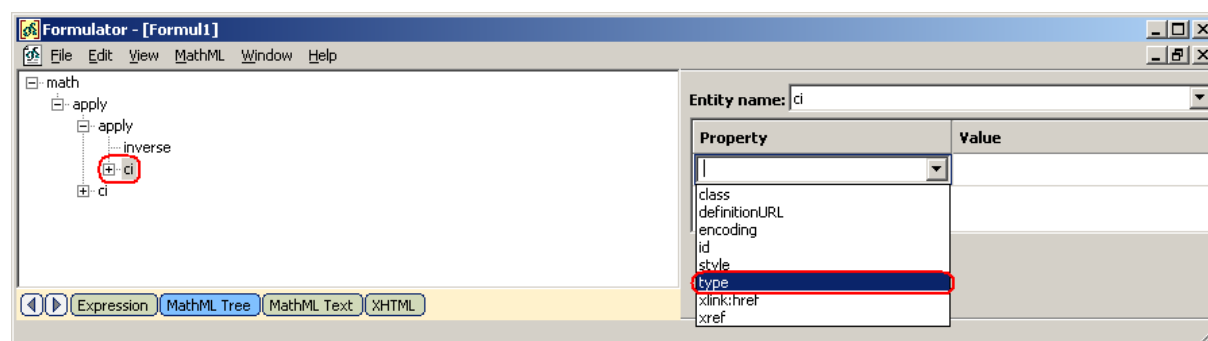 Formulator - [Formul1]
File Edit View MathML Window Help
math
apply
apply
inverse
ci
ci
Expression MathML Tree MathML Text XHTML
Entity name: ci
Property Value
class
definitionURL
encoding
id
style
type
xlink:href
xref